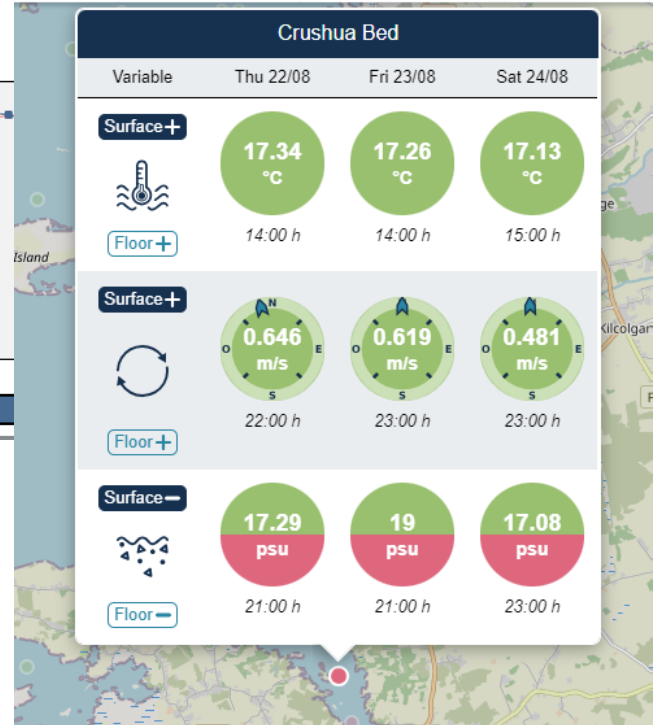 Crushua Bed
Variable Thu 22/08 Fri 23/08 Sat 24/08
Surface+
17.34 17.26 17.13
°C °C °C
14:00 h 14:00 h 15:00 h
Floor+
Island
Surface+
N
0.646 0.619 0.481
O E O E O E
m/s m/s m/s
S S S
22:00 h 23:00 h 23:00 h
Floor+
Surface−
17.29 19 17.08
psu psu psu
21:00 h 21:00 h 23:00 h
Floor−
ge
Kilcolgar